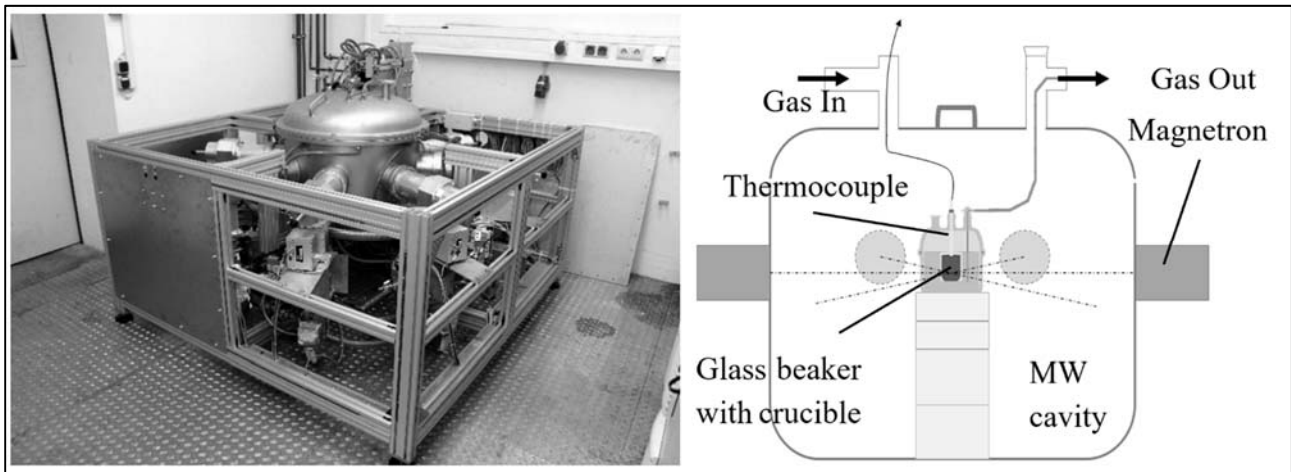 Gas In
Gas Out
Magnetron
Thermocouple
Glass beaker
with crucible
MW
cavity